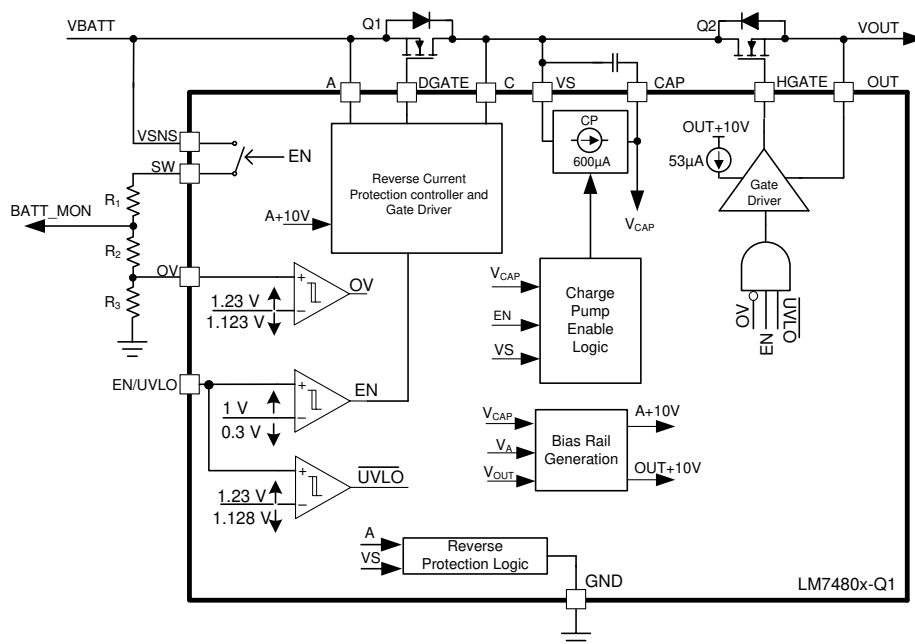 VBATT
Q1
Q2
VOUT
A
DGATE
C
VS
CAP
HGATE
OUT
VSNS
SW
EN
BATT_MON
R1
R2
R3
OV
Reverse Current
Protection controller and
Gate Driver
A+10V
CP
600µA
VCAP
OUT+10V
53µA
Gate
Driver
OV
EN
UVLO
1.23 V
1.123 V
OV
VCAP
EN
VS
Charge
Pump
Enable
Logic
EN/UVLO
1 V
0.3 V
EN
VCAP
VA
VOUT
Bias Rail
Generation
A+10V
OUT+10V
1.23 V
1.128 V
UVLO
A
VS
Reverse
Protection Logic
GND
LM7480x-Q1